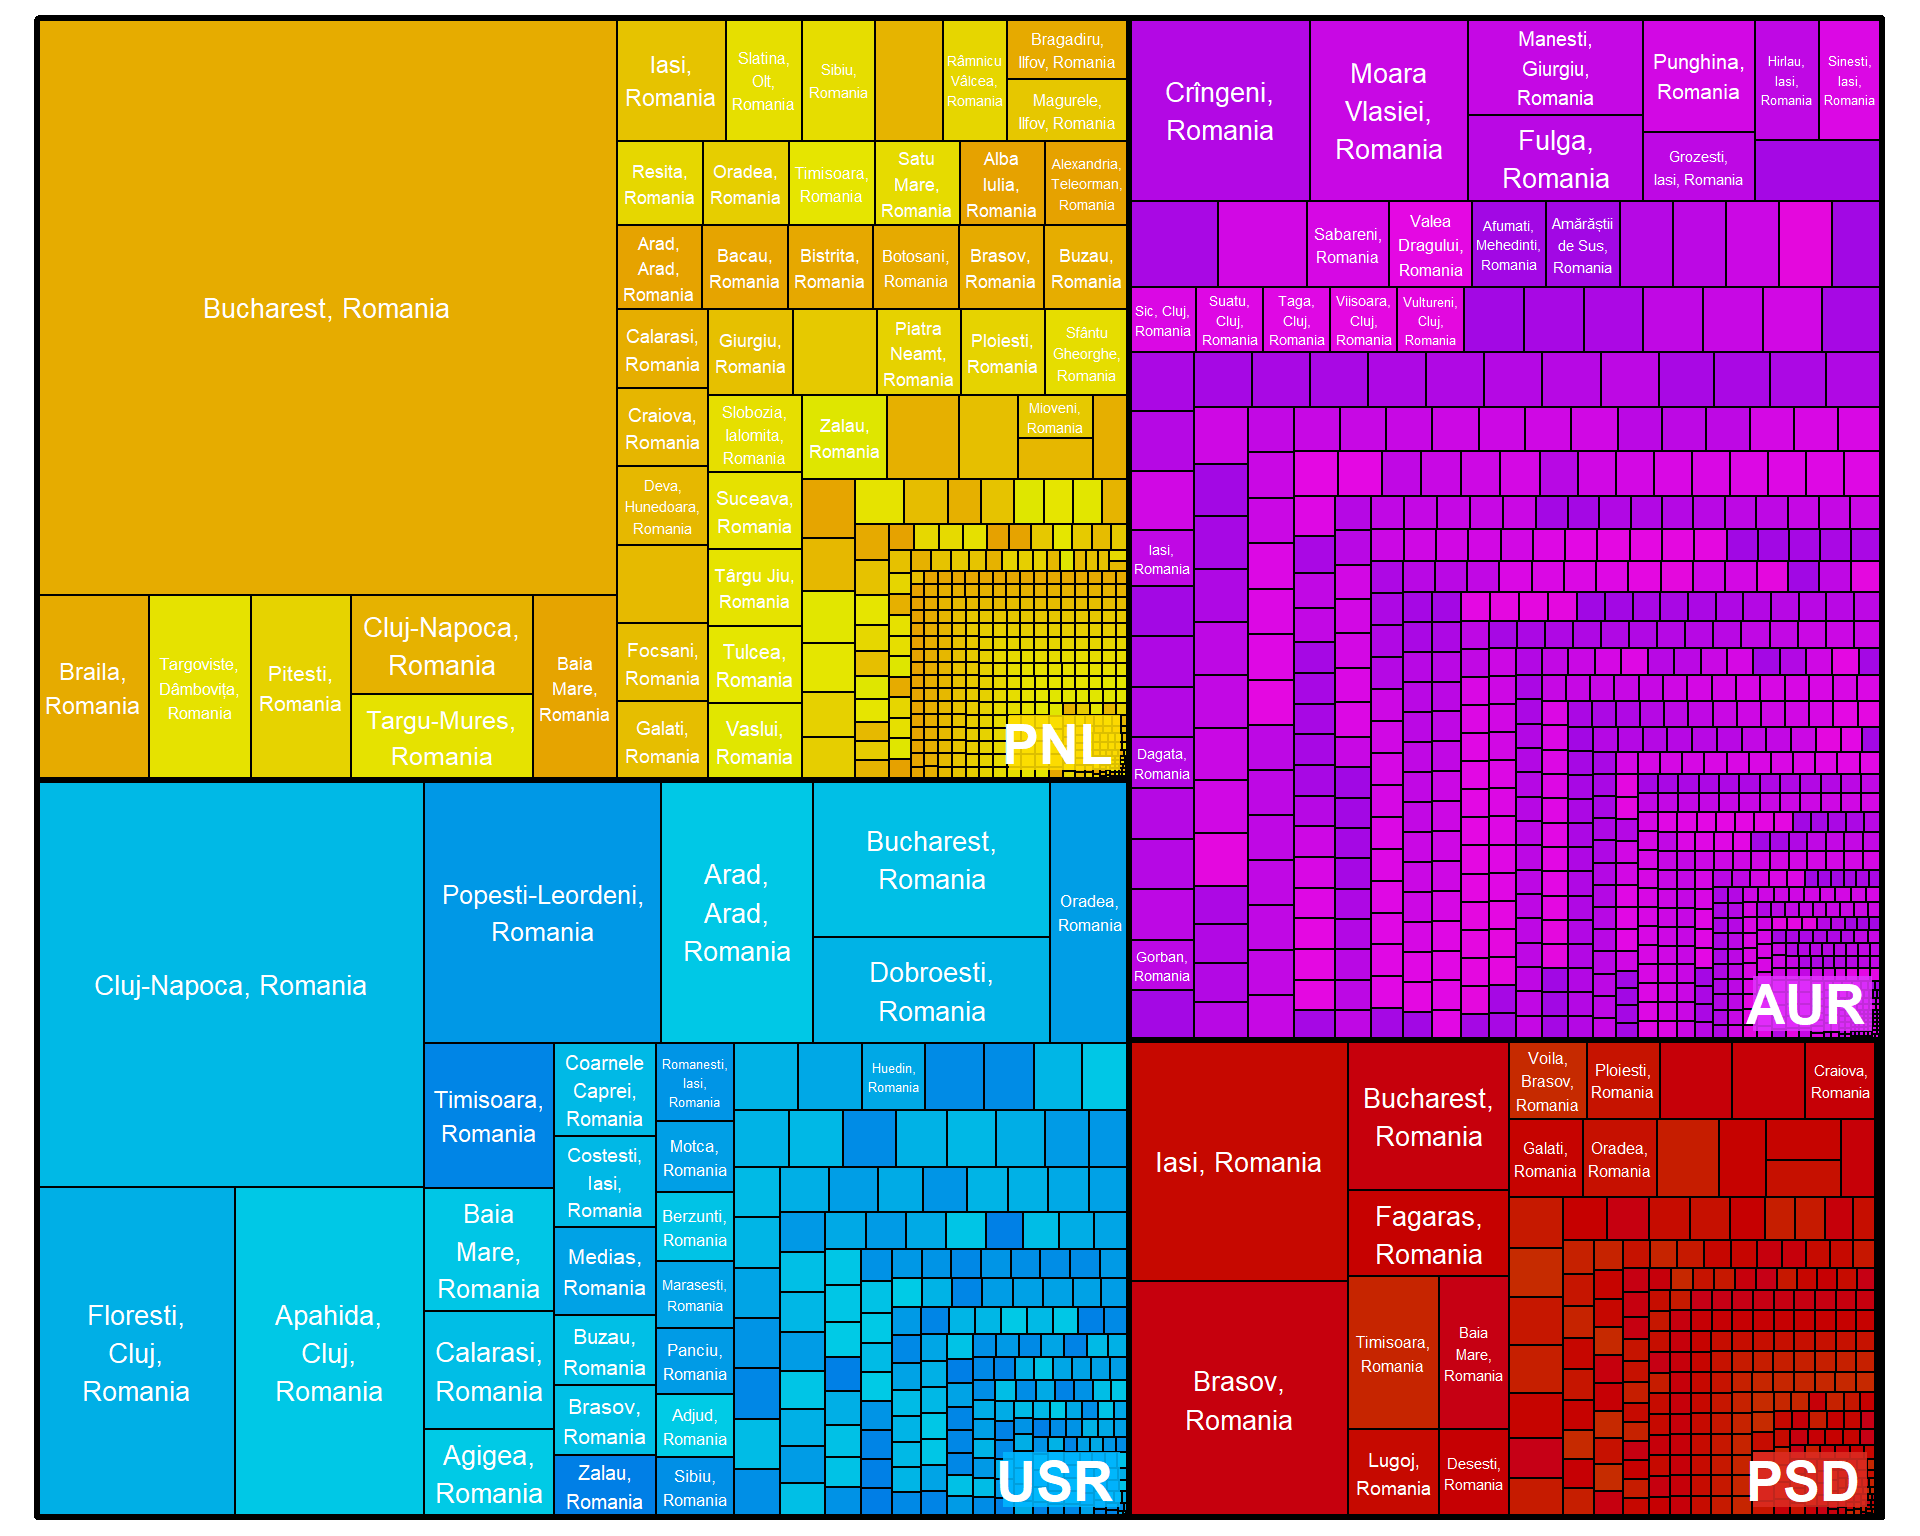 Bucharest, Romania
Braila,
Romania
Targoviste,
Dâmbovița,
Romania
Pitesti,
Romania
Cluj-Napoca,
Romania
Targu-Mures,
Romania
Baia
Mare,
Romania
Iasi,
Romania
Slatina,
Olt,
Romania
Sibiu,
Romania
Râmnicu
Vâlcea,
Romania
Bragadiru,
Ilfov, Romania
Magurele,
Ilfov, Romania
Resita,
Romania
Oradea,
Romania
Timisoara,
Romania
Satu
Mare,
Romania
Alba
Iulia,
Romania
Alexandria,
Teleorman,
Romania
Arad,
Arad,
Romania
Bacau,
Romania
Bistrita,
Romania
Botosani,
Romania
Brasov,
Romania
Buzau,
Romania
Calarasi,
Romania
Giurgiu,
Romania
Piatra
Neamt,
Romania
Ploiesti,
Romania
Sfântu
Gheorghe,
Romania
Craiova,
Romania
Slobozia,
Ialomita,
Romania
Zalau,
Romania
Mioveni,
Romania
Deva,
Hunedoara,
Romania
Suceava,
Romania
Târgu Jiu,
Romania
Focsani,
Romania
Tulcea,
Romania
Galati,
Romania
Vaslui,
Romania
PNL
Crîngeni,
Romania
Moara
Vlasiei,
Romania
Manesti,
Giurgiu,
Romania
Fulga,
Romania
Punghina,
Romania
Grozesti,
Iasi, Romania
Hirlau,
Iasi,
Romania
Sinesti,
Iasi,
Romania
Sabareni,
Romania
Valea
Dragului,
Romania
Afumati,
Mehedinti,
Romania
Amărăștii
de Sus,
Romania
Sic, Cluj,
Romania
Suatu,
Cluj,
Romania
Taga,
Cluj,
Romania
Viisoara,
Cluj,
Romania
Vultureni,
Cluj,
Romania
Iasi,
Romania
Dagata,
Romania
Gorban,
Romania
AUR
Cluj-Napoca, Romania
Floresti,
Cluj,
Romania
Apahida,
Cluj,
Romania
Popesti-Leordeni,
Romania
Arad,
Arad,
Romania
Bucharest,
Romania
Dobroesti,
Romania
Oradea,
Romania
Timisoara,
Romania
Baia
Mare,
Romania
Calarasi,
Romania
Agigea,
Romania
Coarnele
Caprei,
Romania
Costesti,
Iasi,
Romania
Medias,
Romania
Buzau,
Romania
Brasov,
Romania
Zalau,
Romania
Romanesti,
Iasi,
Romania
Motca,
Romania
Berzunti,
Romania
Marasesti,
Romania
Panciu,
Romania
Adjud,
Romania
Sibiu,
Romania
Huedin,
Romania
USR
Iasi, Romania
Brasov,
Romania
Bucharest,
Romania
Fagaras,
Romania
Timisoara,
Romania
Baia
Mare,
Romania
Lugoj,
Romania
Desesti,
Romania
Voila,
Brasov,
Romania
Ploiesti,
Romania
Craiova,
Romania
Galati,
Romania
Oradea,
Romania
PSD